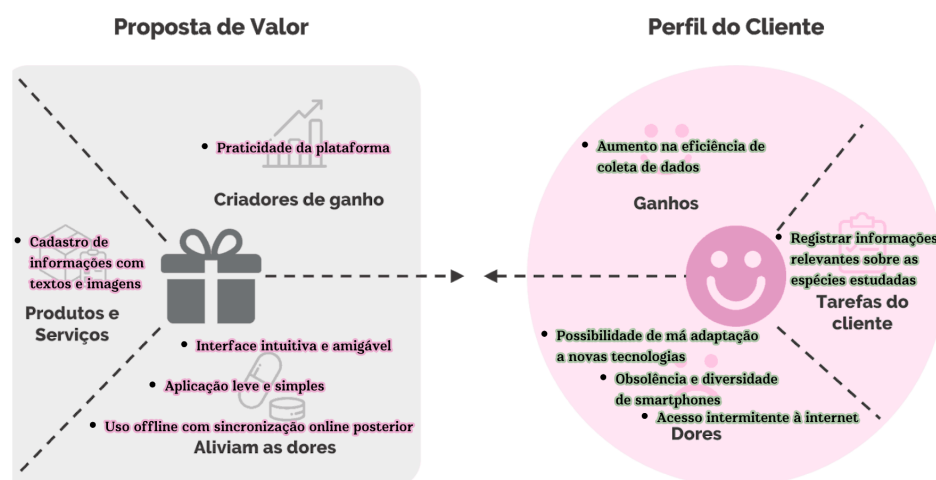 Proposta de Valor
Perfil do Cliente
• Praticidade da plataforma
Criadores de ganho
• Cadastro de
informações com
textos e imagens
Produtos e
Serviços
• Interface intuitiva e amigável
• Aplicação leve e simples
• Uso offline com sincronização online posterior
Aliviam as dores
• Aumento na eficiência de
coleta de dados
Ganhos
• Registrar informações
relevantes sobre as
espécies estudadas
Tarefas do
cliente
• Possibilidade de má adaptação
a novas tecnologias
• Obsolência e diversidade
de smartphones
• Acesso intermitente à internet
Dores